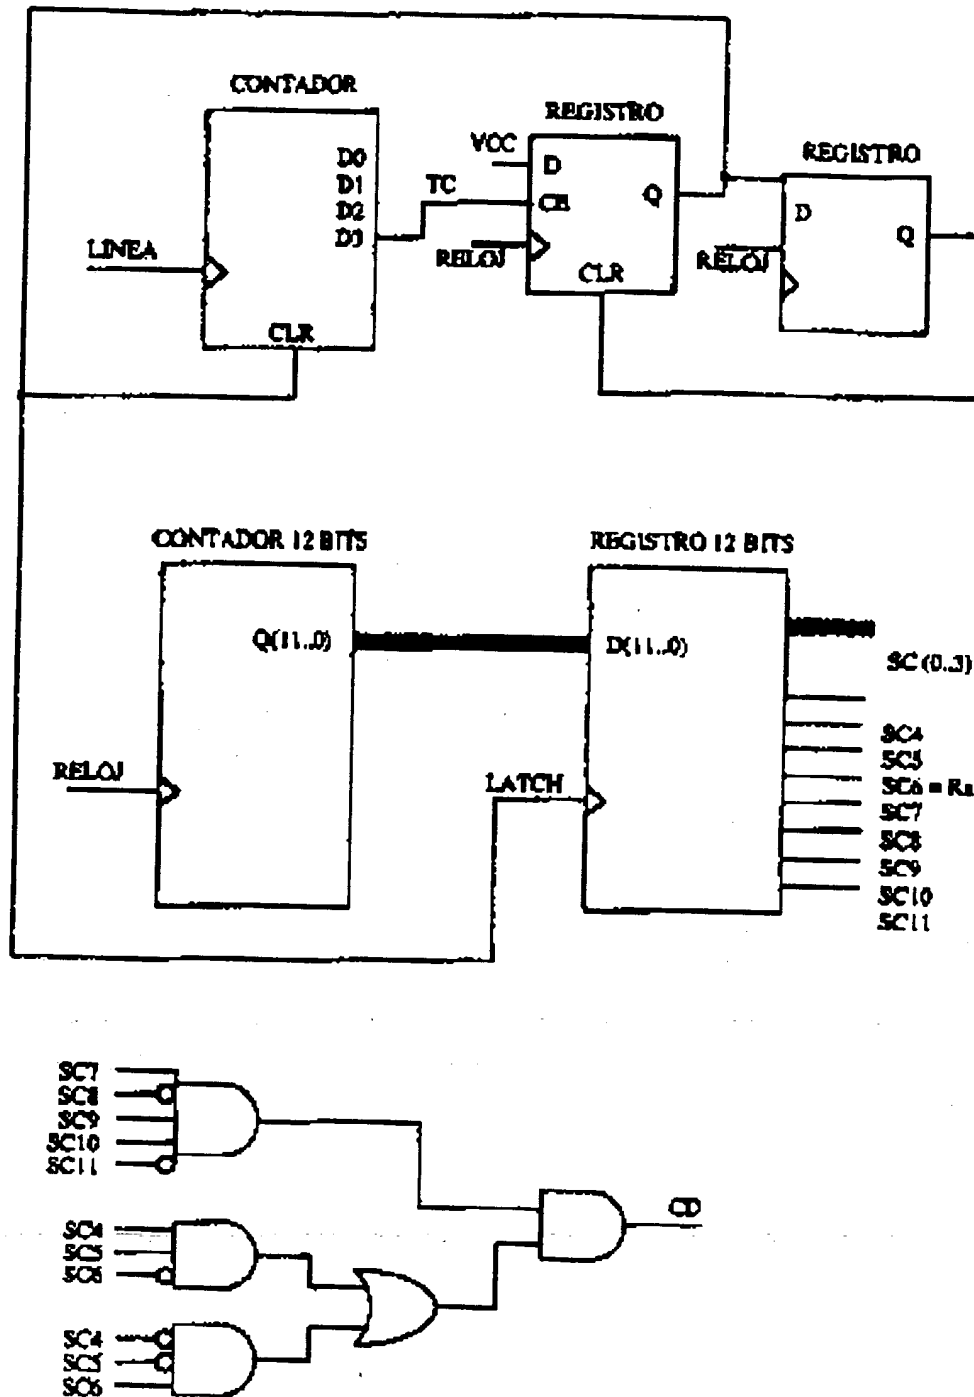 CONTADOR
D0
D1
D2
D3
LINEA
CLR
TC
REGISTRO
VCC
D
CE
Q
RELOJ
CLR
REGISTRO
D
Q
RELOJ
CONTADOR 12 BITS
Q(11..0)
RELOJ
REGISTRO 12 BITS
D(11..0)
LATCH
SC (0..3)
SC4
SC5
SC6 = Rx
SC7
SC8
SC9
SC10
SC11
SC7
SC8
SC9
SC10
SC11
SC4
SC5
SC6
SC4
SC5
SC6
CD